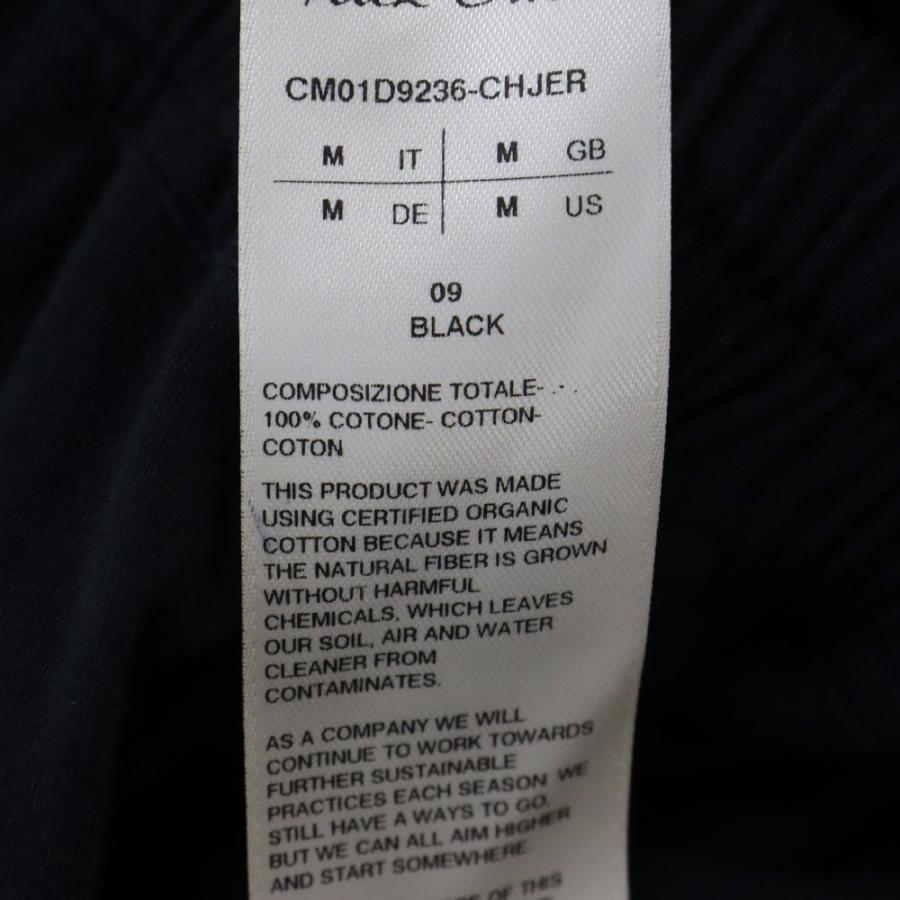 CM01D9236-CHJER
M IT M GB
M DE M US
09
BLACK
COMPOSIZIONE TOTALE-
100% COTONE- COTTON-
COTON
THIS PRODUCT WAS MADE
USING CERTIFIED ORGANIC
COTTON BECAUSE IT MEANS
THE NATURAL FIBER IS GROWN
WITHOUT HARMFUL
CHEMICALS, WHICH LEAVES
OUR SOIL, AIR AND WATER
CLEANER FROM
CONTAMINATES.
AS A COMPANY WE WILL
CONTINUE TO WORK TOWARDS
FURTHER SUSTAINABLE
PRACTICES EACH SEASON. WE
STILL HAVE A WAYS TO GO,
BUT WE CAN ALL AIM HIGHER
AND START SOMEWHERE.
OF THIS